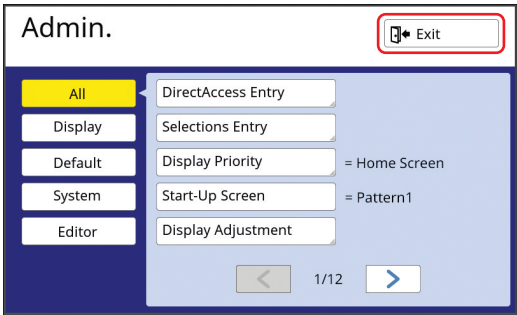 Admin.
Exit
All
DirectAccess Entry
Display
Selections Entry
Default
Display Priority = Home Screen
System
Start-Up Screen = Pattern1
Editor
Display Adjustment
1/12